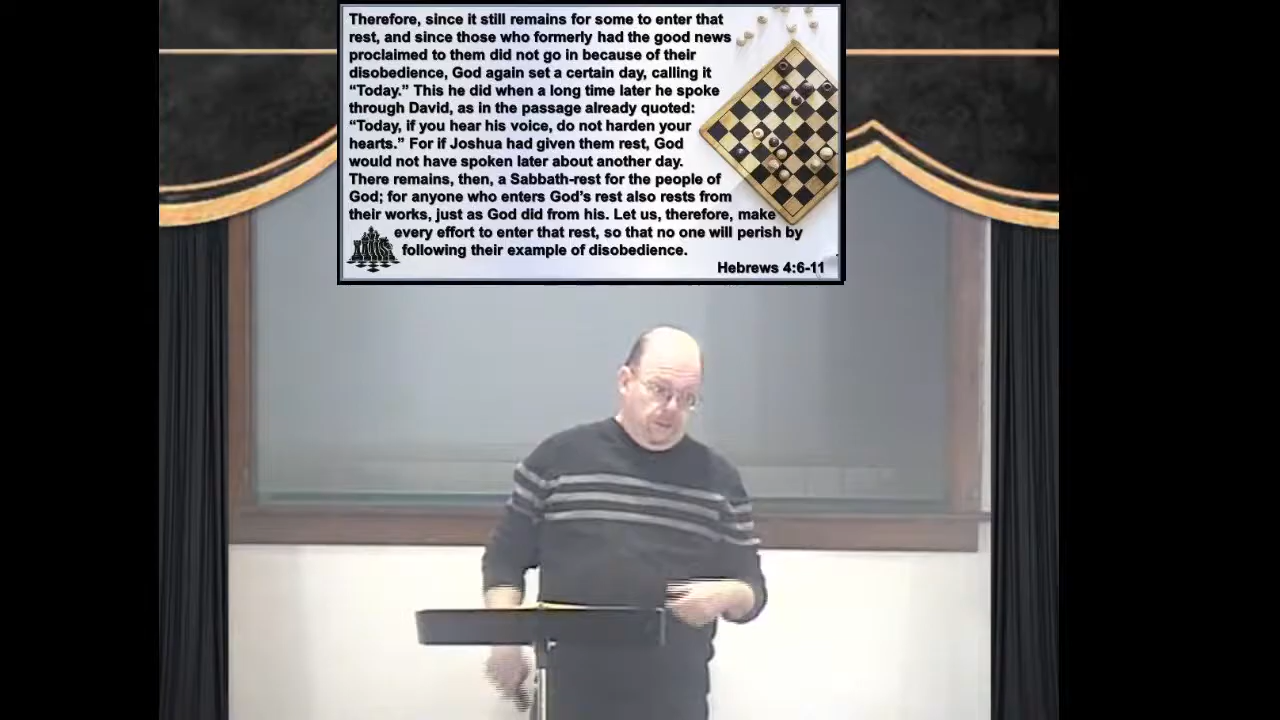 Therefore, since it still remains for some to enter that
rest, and since those who formerly had the good news
proclaimed to them did not go in because of their
disobedience, God again set a certain day, calling it
“Today.” This he did when a long time later he spoke
through David, as in the passage already quoted:
“Today, if you hear his voice, do not harden your
hearts.” For if Joshua had given them rest, God
would not have spoken later about another day.
There remains, then, a Sabbath-rest for the people of
God; for anyone who enters God’s rest also rests from
their works, just as God did from his. Let us, therefore, make
every effort to enter that rest, so that no one will perish by
following their example of disobedience.
Hebrews 4:6-11